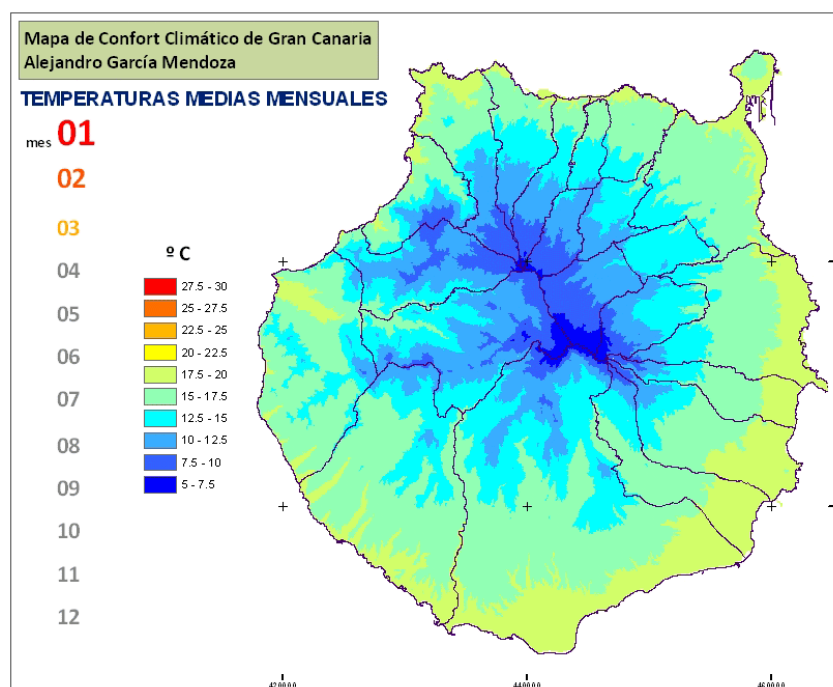 Mapa de Confort Climático de Gran Canaria
Alejandro García Mendoza
TEMPERATURAS MEDIAS MENSUALES
mes 01
02
03
04
05
06
07
08
09
10
11
12
º C
27.5 - 30
25 - 27.5
22.5 - 25
20 - 22.5
17.5 - 20
15 - 17.5
12.5 - 15
10 - 12.5
7.5 - 10
5 - 7.5